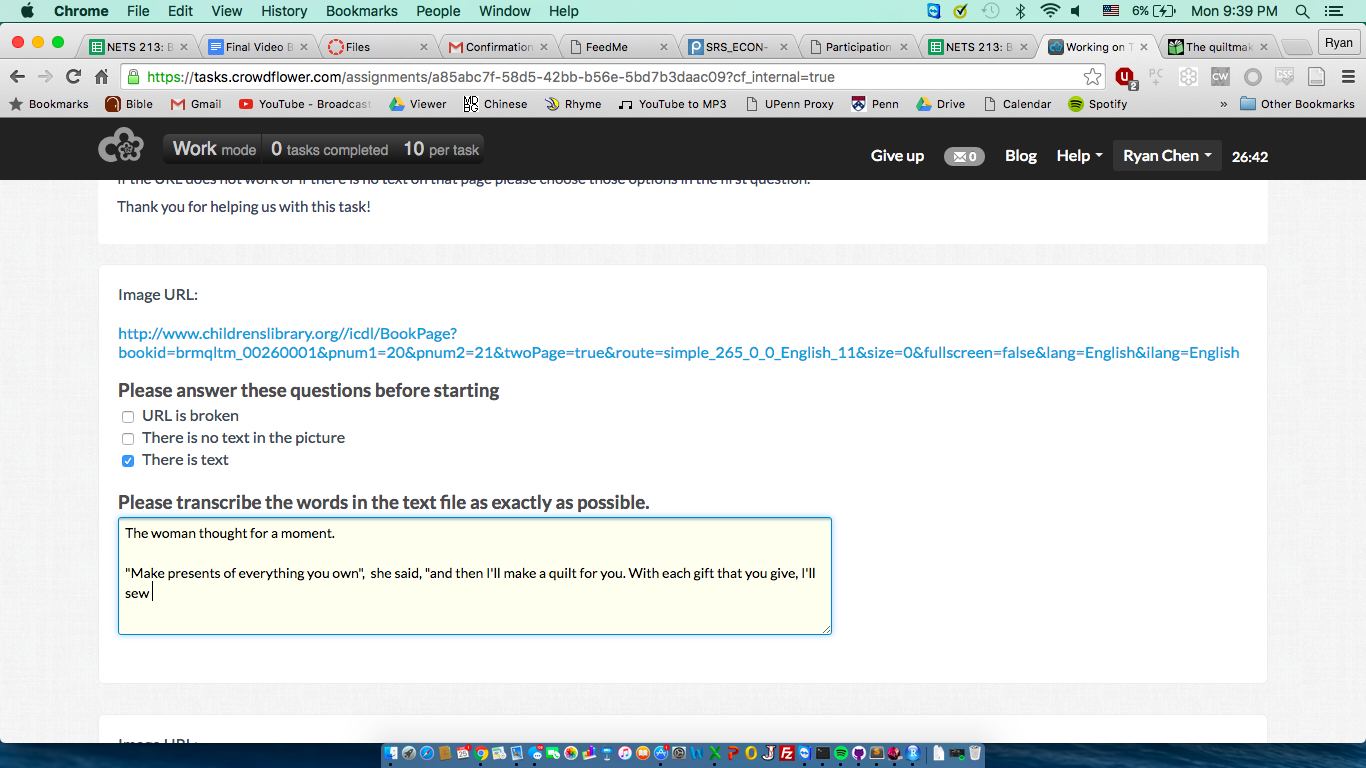 Chrome File Edit View History Bookmarks People Window Help 6% Mon 9:39 PM
NETS 213: B Final Video B Files Confirmation FeedMe SRS_ECON- Participation NETS 213: B Working on T The quiltmak Ryan
https://tasks.crowdflower.com/assignments/a85abc7f-58d5-42bb-b56e-5bd7b3daac09?cf_internal=true
Bookmarks Bible Gmail YouTube - Broadcast Viewer Chinese Rhyme YouTube to MP3 UPenn Proxy Penn Drive Calendar Spotify » Other Bookmarks
Work mode 0 tasks completed 10 per task Give up 0 Blog Help Ryan Chen 26:42
If the URL does not work or if there is no text on that page please choose those options in the first question.
Thank you for helping us with this task!
Image URL:
http://www.childrenslibrary.org//icdl/BookPage?
bookid=brmqltm_00260001&pnum1=20&pnum2=21&twoPage=true&route=simple_265_0_0_English_11&size=0&fullscreen=false&lang=English&ilang=English
Please answer these questions before starting
URL is broken
There is no text in the picture
There is text
Please transcribe the words in the text file as exactly as possible.
The woman thought for a moment.
"Make presents of everything you own", she said, "and then I'll make a quilt for you. With each gift that you give, I'll
sew
Image URL: